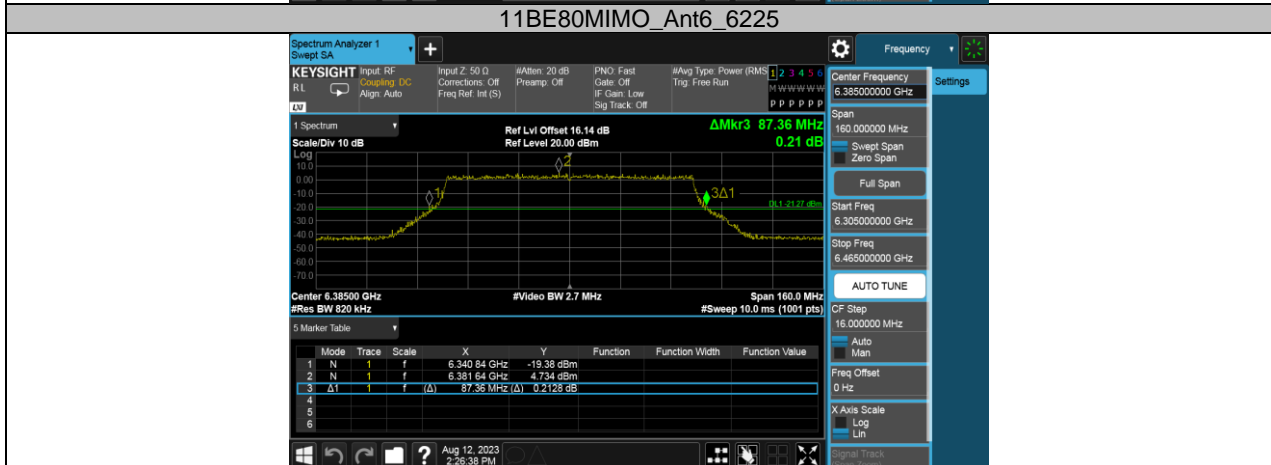 11BE80MIMO_Ant6_6225
Spectrum Analyzer 1
Swept SA
+
Frequency
KEYSIGHT Input: RF Input Z: 50 Ω #Atten: 20 dB PNO: Fast #Avg Type: Power (RMS 1 2 3 4 5 6
RL Coupling: DC Corrections: Off Preamp: Off Gate: Off Trig: Free Run M W W W W W
Align: Auto Freq Ref: Int (S) IF Gain: Low
LXI Sig Track: Off P P P P P P
Center Frequency
6.385000000 GHz
Settings
1 Spectrum
Ref Lvl Offset 16.14 dB
ΔMkr3 87.36 MHz
Scale/Div 10 dB
Ref Level 20.00 dBm
0.21 dB
Log
10.0
0.00
-10.0
-20.0
-30.0
-40.0
-50.0
-60.0
-70.0
1
2
3Δ1
DL1 -21.27 dBm
Center 6.38500 GHz #Video BW 2.7 MHz Span 160.0 MHz
#Res BW 820 kHz #Sweep 10.0 ms (1001 pts)
Span
160.000000 MHz
Swept Span
Zero Span
Full Span
Start Freq
6.305000000 GHz
Stop Freq
6.465000000 GHz
AUTO TUNE
CF Step
16.000000 MHz
Auto
Man
Freq Offset
0 Hz
X Axis Scale
Log
Lin
Signal Track
5 Marker Table
Mode Trace Scale X Y Function Function Width Function Value
1 N 1 f 6.340 84 GHz -19.38 dBm
2 N 1 f 6.381 64 GHz 4.734 dBm
3 Δ1 1 f (Δ) 87.36 MHz (Δ) 0.2128 dB
4
5
6
? Aug 12, 2023
2:26:38 PM